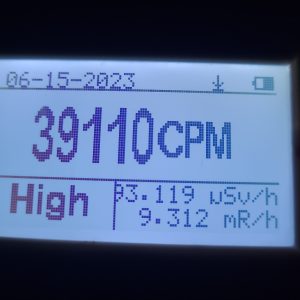 06-15-2023
39110CPM
High
93.119 µSv/h
9.312 mR/h